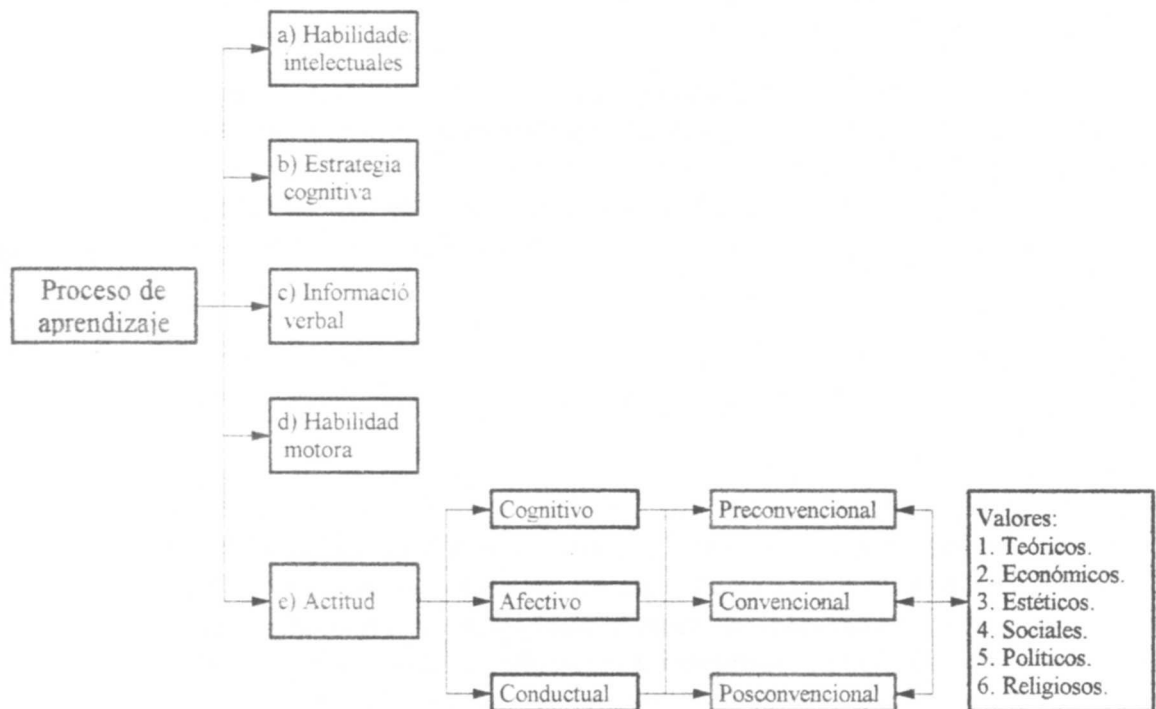 a) Habilidade
intelectuales
b) Estrategia
cognitiva
Proceso de
aprendizaje
c) Informació
verbal
d) Habilidad
motora
e) Actitud
Cognitivo
Afectivo
Conductual
Preconvencional
Convencional
Posconvencional
Valores:
1. Teóricos.
2. Económicos.
3. Estéticos.
4. Sociales.
5. Políticos.
6. Religiosos.